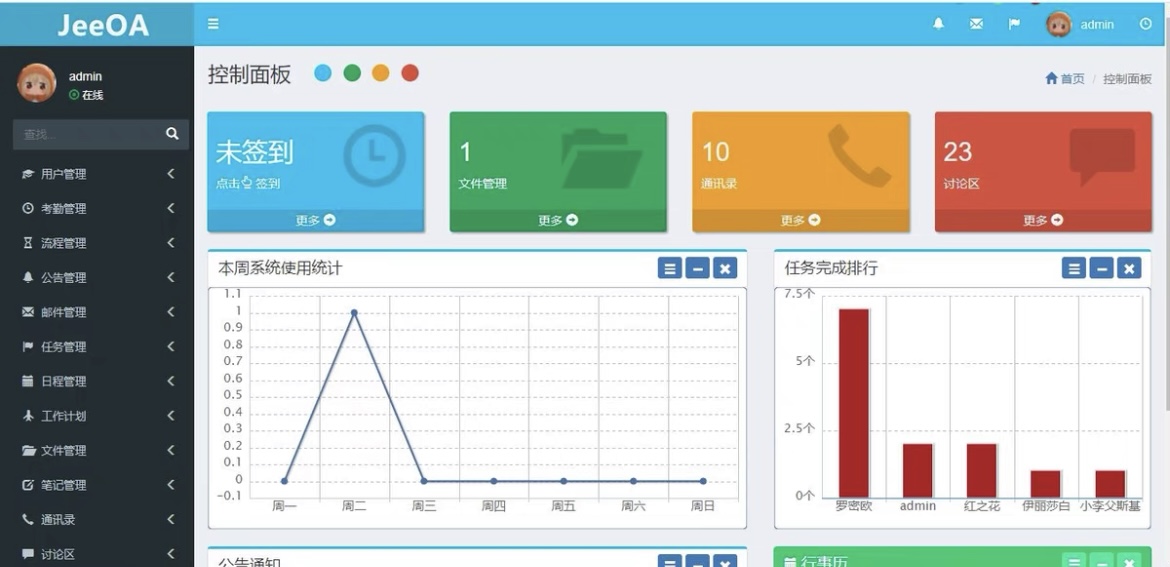 JeeOA
admin
控制面板
首页 / 控制面板
admin
在线
查找...
用户管理
考勤管理
流程管理
公告管理
邮件管理
任务管理
日程管理
工作计划
文件管理
笔记管理
通讯录
讨论区
未签到
点击 签到
更多
1
文件管理
更多
10
通讯录
更多
23
讨论区
更多
本周系统使用统计
1.1
1
0.9
0.8
0.7
0.6
0.5
0.4
0.3
0.2
0.1
0
-0.1
周一 周二 周三 周四 周五 周六 周日
任务完成排行
7.5个
5个
2.5个
0个
罗密欧 admin 红之花 伊丽莎白 小李父斯基
公告通知
行事历